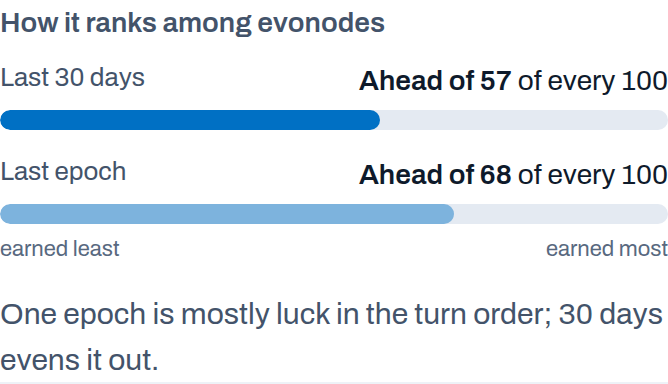 How it ranks among evonodes
Last 30 days
Ahead of 57 of every 100
Last epoch
Ahead of 68 of every 100
earned least
earned most
One epoch is mostly luck in the turn order; 30 days
evens it out.